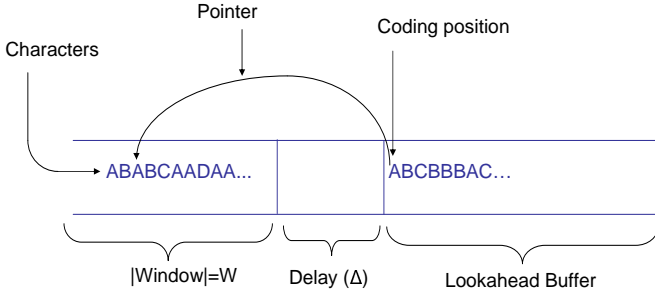 Pointer
Coding position
Characters
ABABCAADAA...
ABCBBBAC…
|Window|=W
Delay (Δ)
Lookahead Buffer